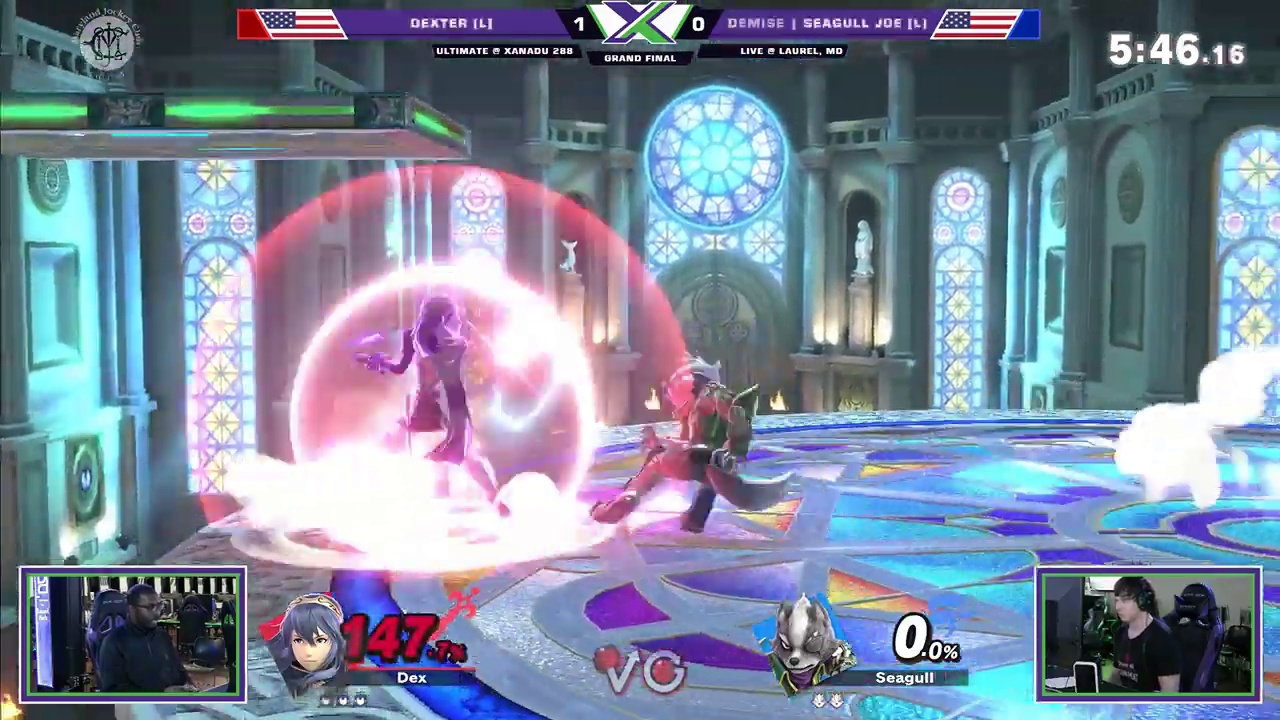 DEXTER [L] 1 0 DEMISE | SEAGULL JOE [L]
ULTIMATE @ XANADU 288 LIVE @ LAUREL, MD
GRAND FINAL
5:46.16
147.7%
Dex
0.0%
Seagull